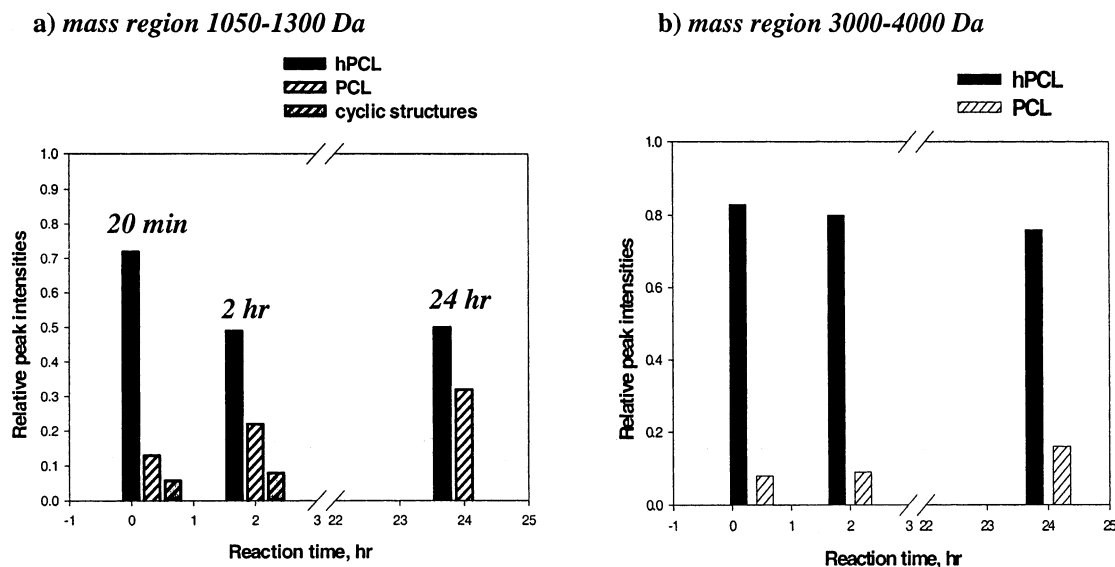 a) mass region 1050-1300 Da
hPCL
PCL
cyclic structures
Relative peak intensities
1.0
0.9
0.8
0.7
0.6
0.5
0.4
0.3
0.2
0.1
0.0
20 min
2 hr
24 hr
-1 0 1 2 3 22 23 24 25
Reaction time, hr
b) mass region 3000-4000 Da
hPCL
PCL
Relative peak intensities
1.0
0.8
0.6
0.4
0.2
0.0
-1 0 1 2 3 22 23 24 25
Reaction time, hr